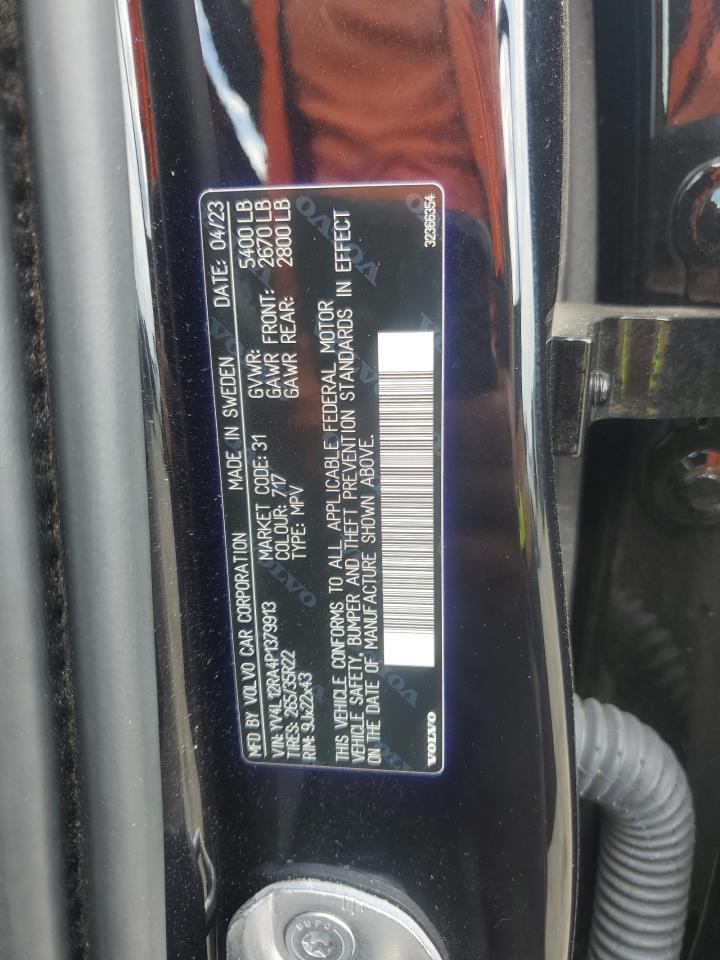 MFD BY VOLVO CAR CORPORATION MADE IN SWEDEN DATE: 04/23
VIN: YV4L12RA4P1379913 MARKET CODE: 31 GVWR: 5400 LB
TIRES: 265/35R22 COLOUR: 717 GAWR FRONT: 2670 LB
RIM: 9Jx22x43 TYPE: MPV GAWR REAR: 2800 LB
THIS VEHICLE CONFORMS TO ALL APPLICABLE FEDERAL MOTOR
VEHICLE SAFETY, BUMPER AND THEFT PREVENTION STANDARDS IN EFFECT
ON THE DATE OF MANUFACTURE SHOWN ABOVE.
VOLVO 32366354